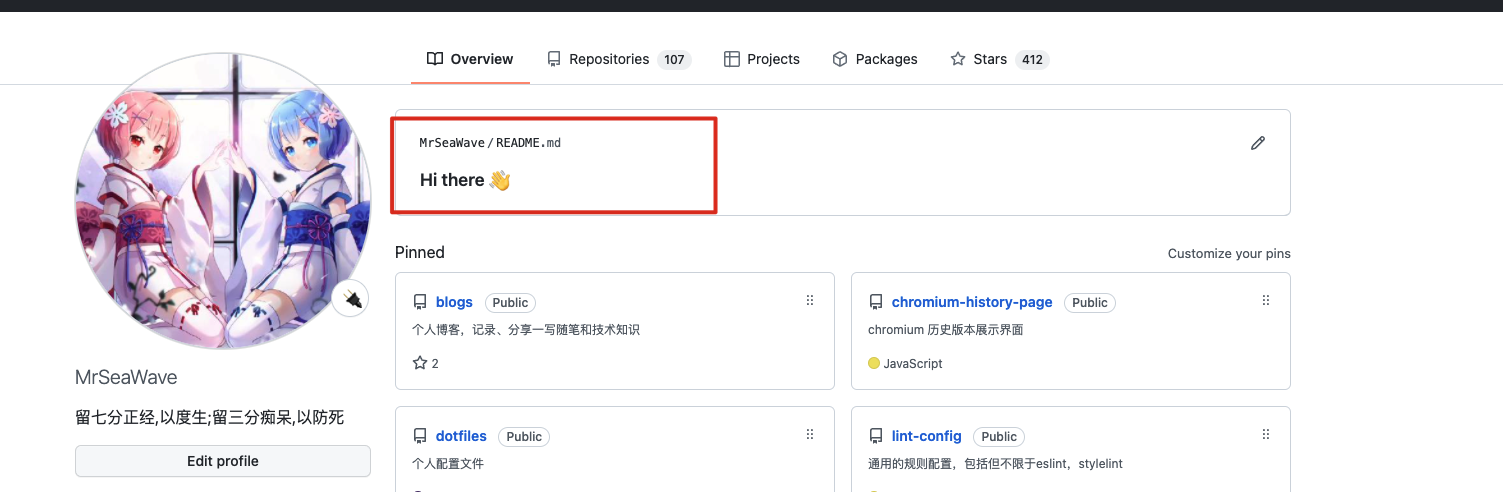 Overview Repositories 107 Projects Packages Stars 412
MrSeaWave/README.md
Hi there 👋
Pinned
Customize your pins
blogs Public
个人博客，记录、分享一写随笔和技术知识
2
chromium-history-page Public
chromium 历史版本展示界面
JavaScript
dotfiles Public
个人配置文件
lint-config Public
通用的规则配置，包括但不限于eslint，stylelint
MrSeaWave
留七分正经,以度生;留三分痴呆,以防死
Edit profile